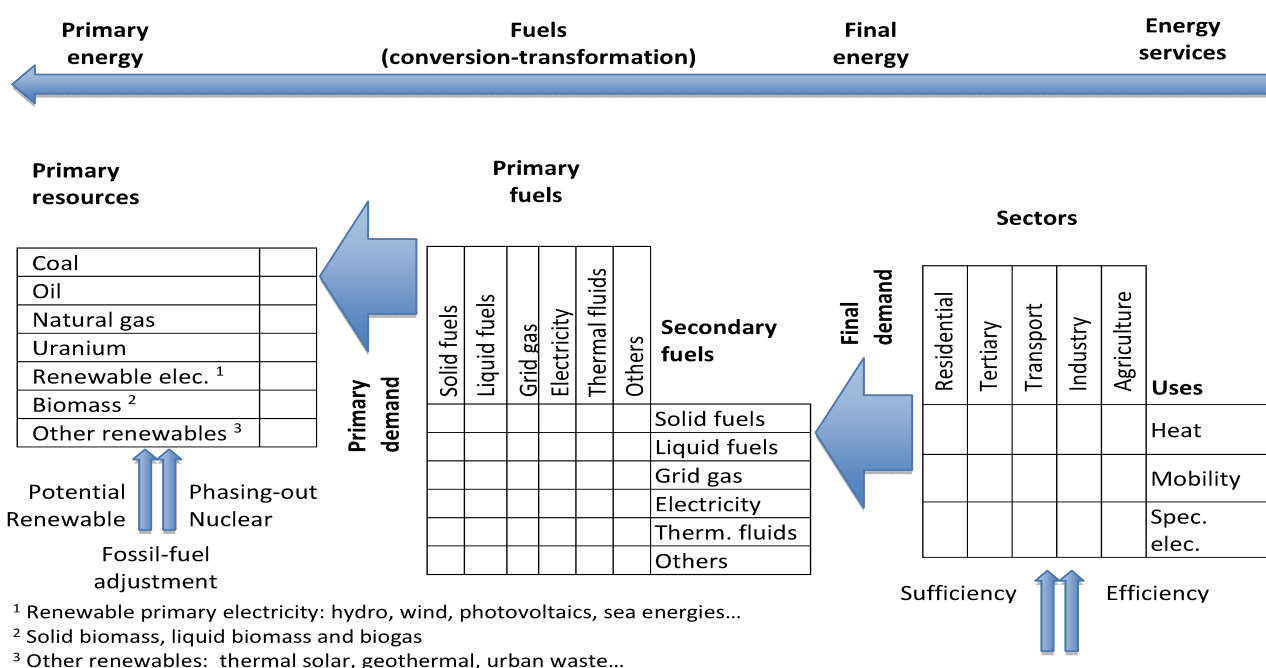 Primary
energy
Fuels
(conversion-transformation)
Final
energy
Energy
services
Primary
resources
Primary
fuels
Sectors
Coal
Oil
Natural gas
Uranium
Renewable elec. ¹
Biomass ²
Other renewables ³
Primary
demand
Solid fuels
Liquid fuels
Grid gas
Electricity
Thermal fluids
Others
Secondary
fuels
Solid fuels
Liquid fuels
Grid gas
Electricity
Therm. fluids
Others
Final
demand
Residential
Tertiary
Transport
Industry
Agriculture
Uses
Heat
Mobility
Spec.
elec.
Potential
Renewable
Phasing-out
Nuclear
Fossil-fuel
adjustment
Sufficiency
Efficiency
¹ Renewable primary electricity: hydro, wind, photovoltaics, sea energies...
² Solid biomass, liquid biomass and biogas
³ Other renewables: thermal solar, geothermal, urban waste...